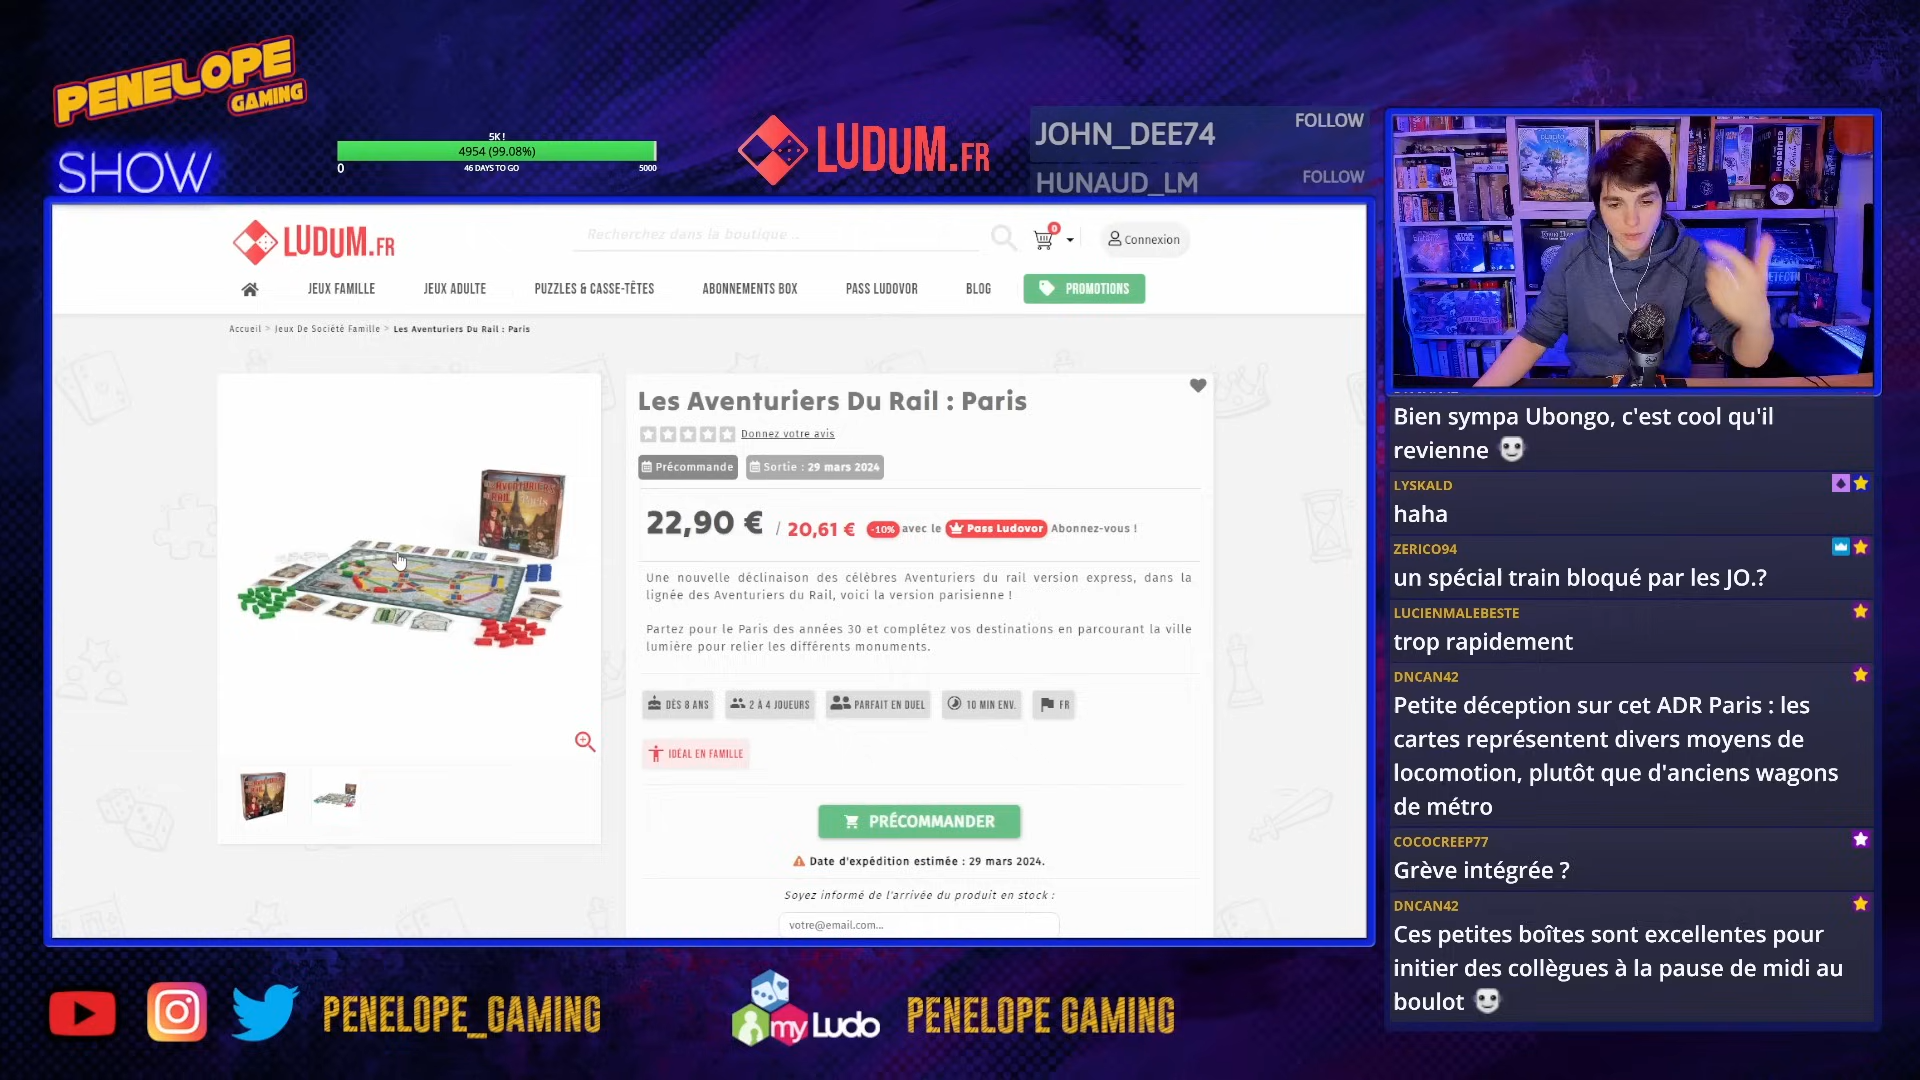 PENELOPE
GAMING
SHOW
5K !
4954 (99.08%)
0
46 DAYS TO GO
5000
LUDUM.FR
JOHN_DEE74
FOLLOW
HUNAUD_LM
FOLLOW
LUDUM.FR
Recherchez dans la boutique ...
0
Connexion
JEUX FAMILLE
JEUX ADULTE
PUZZLES & CASSE-TÊTES
ABONNEMENTS BOX
PASS LUDOVOR
BLOG
PROMOTIONS
Accueil > Jeux De Société Famille > Les Aventuriers Du Rail : Paris
Les Aventuriers Du Rail : Paris
Donnez votre avis
Précommande
Sortie : 29 mars 2024
22,90 € / 20,61 € -10% avec le Pass Ludovor Abonnez-vous !
Une nouvelle déclinaison des célèbres Aventuriers du rail version express, dans la
lignée des Aventuriers du Rail, voici la version parisienne !
Partez pour le Paris des années 30 et complétez vos destinations en parcourant la ville
lumière pour relier les différents monuments.
DÈS 8 ANS
2 À 4 JOUEURS
PARFAIT EN DUEL
10 MIN ENV.
FR
IDÉAL EN FAMILLE
PRÉCOMMANDER
Date d'expédition estimée : 29 mars 2024.
Soyez informé de l'arrivée du produit en stock :
votre@email.com...
Bien sympa Ubongo, c'est cool qu'il
revienne
LYSKALD
haha
ZERICO94
un spécial train bloqué par les JO.?
LUCIENMALEBESTE
trop rapidement
DNCAN42
Petite déception sur cet ADR Paris : les
cartes représentent divers moyens de
locomotion, plutôt que d'anciens wagons
de métro
COCOCREEP77
Grève intégrée ?
DNCAN42
Ces petites boîtes sont excellentes pour
initier des collègues à la pause de midi au
boulot
PENELOPE_GAMING
myLudo
PENELOPE GAMING